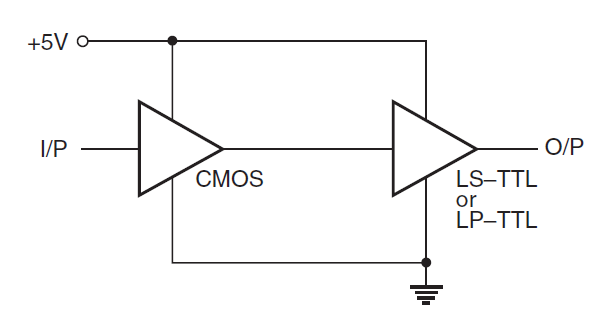 +5V
I/P
O/P
CMOS
LS–TTL
or
LP–TTL